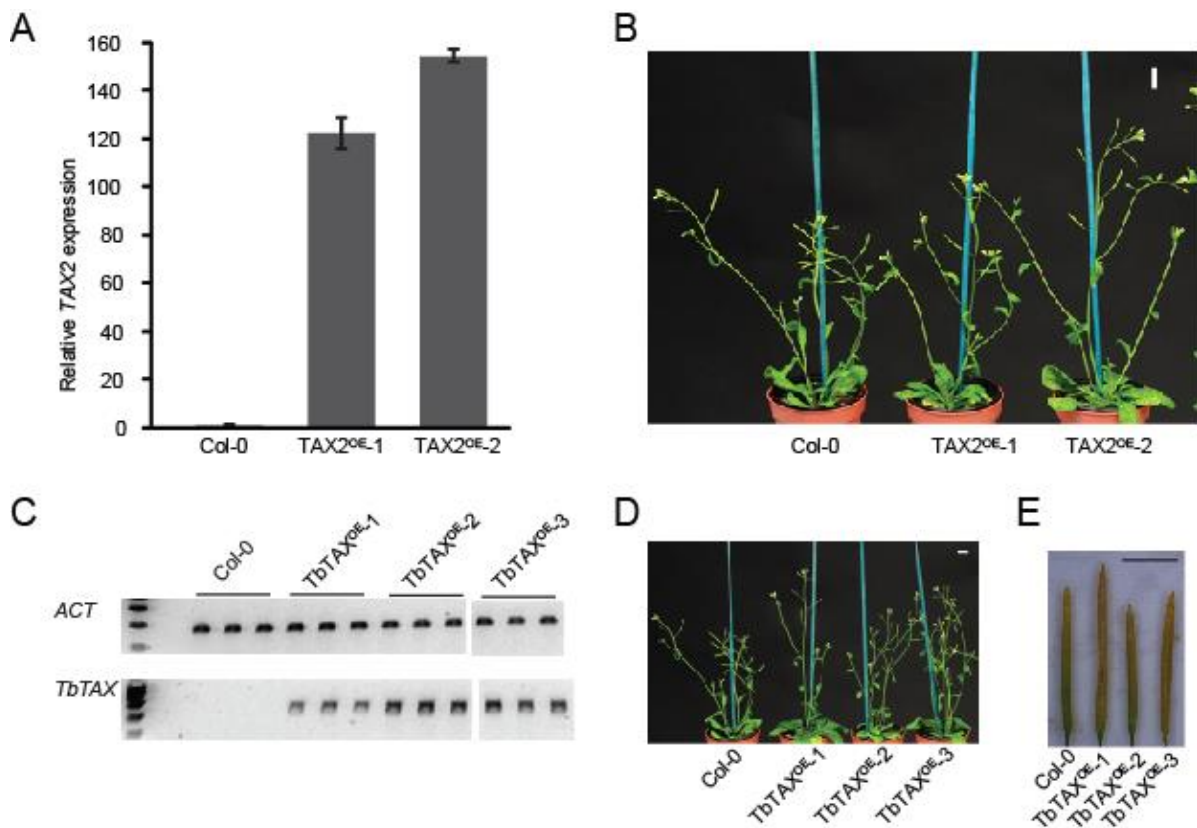 A
Relative TAX2 expression
160
140
120
100
80
60
40
20
0
Col-0
TAX2OE-1
TAX2OE-2
B
Col-0
TAX2OE-1
TAX2OE-2
C
Col-0
TbTAXOE-1
TbTAXOE-2
TbTAXOE-3
ACT
TbTAX
D
Col-0
TbTAXOE-1
TbTAXOE-2
TbTAXOE-3
E
Col-0
TbTAXOE-1
TbTAXOE-2
TbTAXOE-3